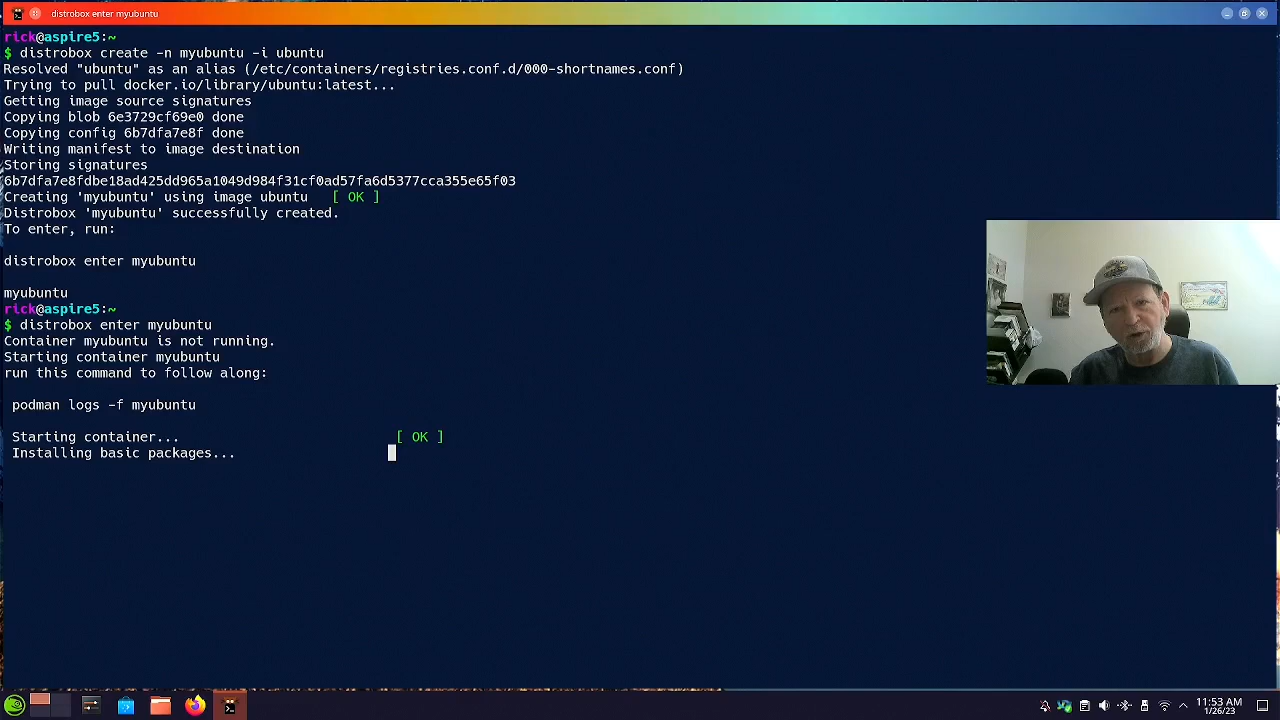 distrobox enter myubuntu
rick@aspire5:~
$ distrobox create -n myubuntu -i ubuntu
Resolved "ubuntu" as an alias (/etc/containers/registries.conf.d/000-shortnames.conf)
Trying to pull docker.io/library/ubuntu:latest...
Getting image source signatures
Copying blob 6e3729cf69e0 done
Copying config 6b7dfa7e8f done
Writing manifest to image destination
Storing signatures
6b7dfa7e8fdbe18ad425dd965a1049d984f31cf0ad57fa6d5377cca355e65f03
Creating 'myubuntu' using image ubuntu [ OK ]
Distrobox 'myubuntu' successfully created.
To enter, run:
distrobox enter myubuntu
myubuntu
rick@aspire5:~
$ distrobox enter myubuntu
Container myubuntu is not running.
Starting container myubuntu
run this command to follow along:
podman logs -f myubuntu
Starting container... [ OK ]
Installing basic packages...
11:53 AM
1/26/23